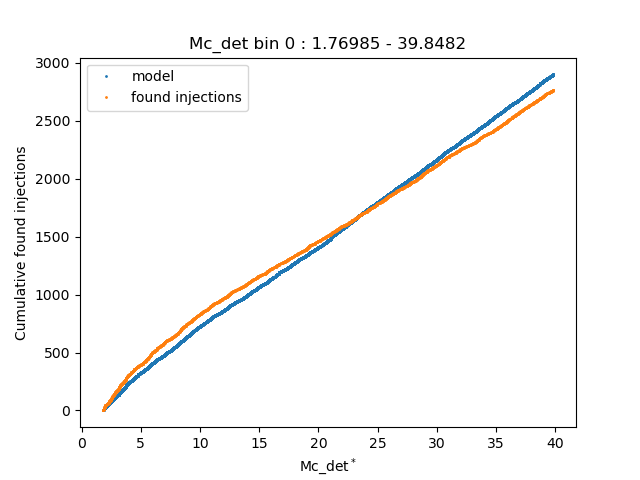 Mc_det bin 0 : 1.76985 - 39.8482
model
found injections
3000
2500
2000
1500
1000
500
0
Cumulative found injections
0 5 10 15 20 25 30 35 40
Mc_det*